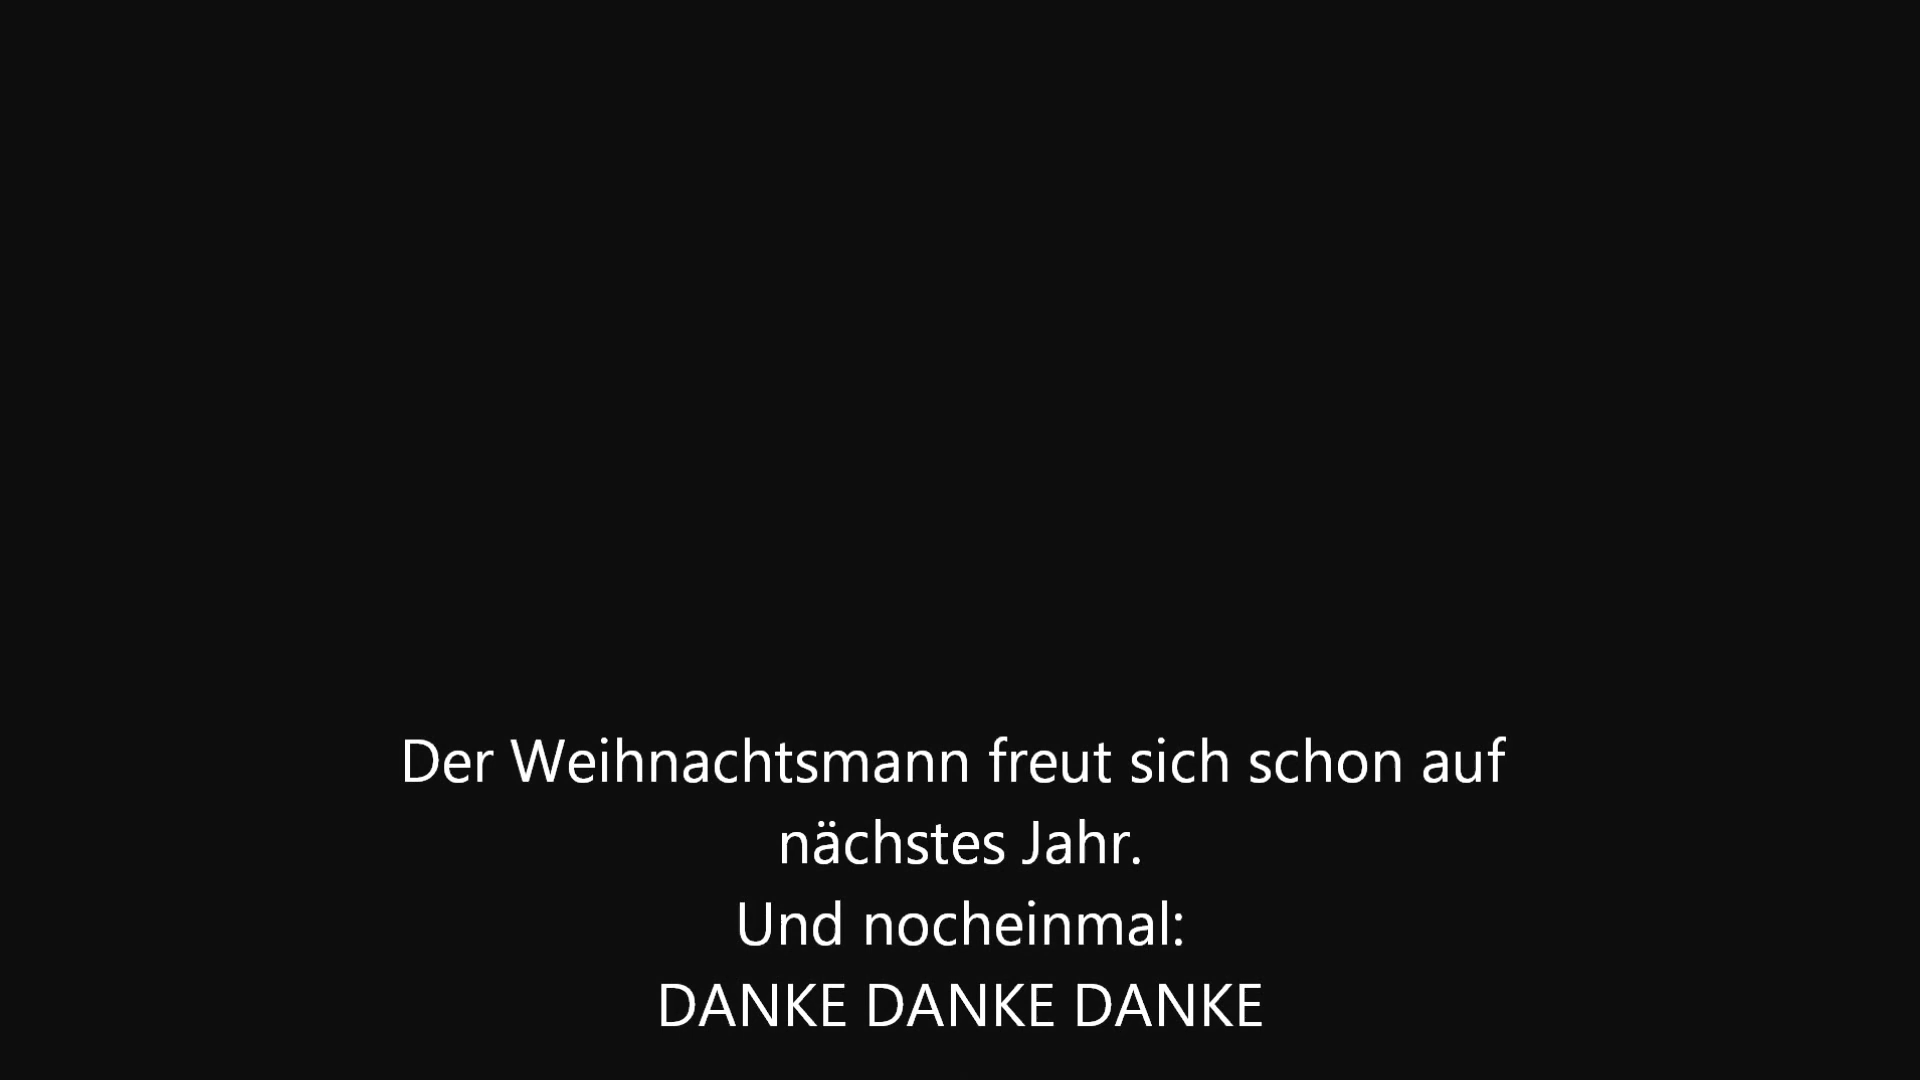 Der Weihnachtsmann freut sich schon auf
nächstes Jahr.
Und nocheinmal:
DANKE DANKE DANKE